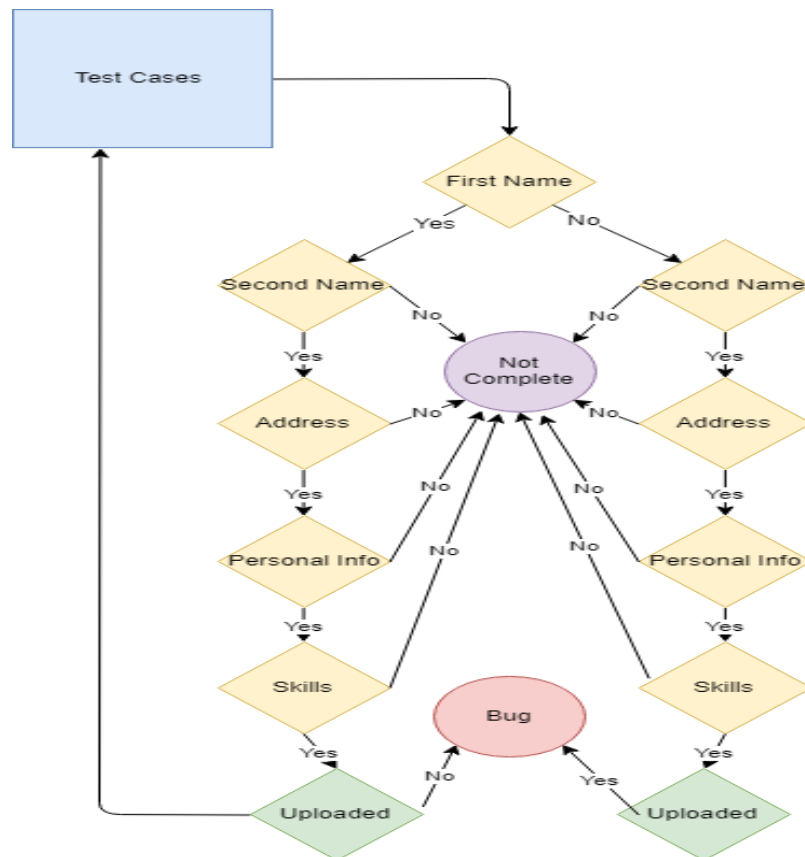 Test Cases
First Name
Yes
No
Second Name
Second Name
No
No
Yes
Not
Complete
Yes
Address
No
No
Address
Yes
No
No
Yes
Personal Info
No
No
Personal Info
Yes
Yes
Skills
Bug
Skills
Yes
No
Yes
Yes
Uploaded
Uploaded